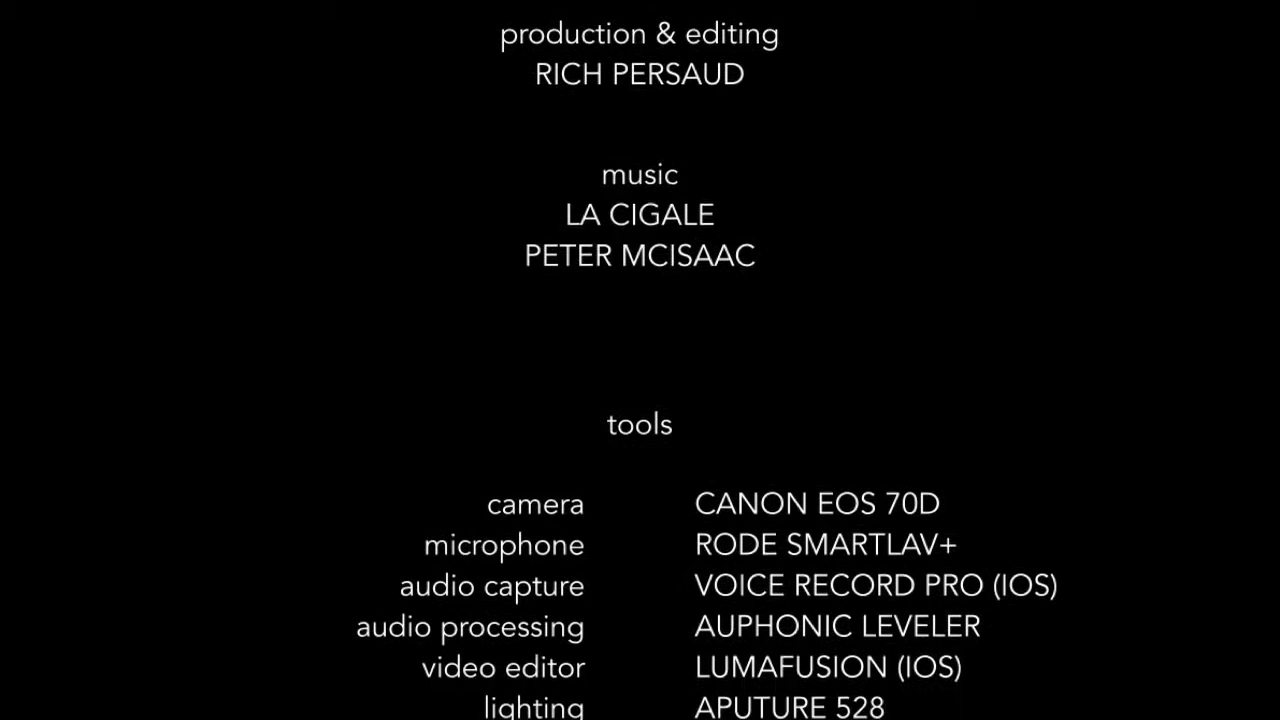 production & editing
RICH PERSAUD
music
LA CIGALE
PETER MCISAAC
tools
camera CANON EOS 70D
microphone RODE SMARTLAV+
audio capture VOICE RECORD PRO (IOS)
audio processing AUPHONIC LEVELER
video editor LUMAFUSION (IOS)
lighting APUTURE 528